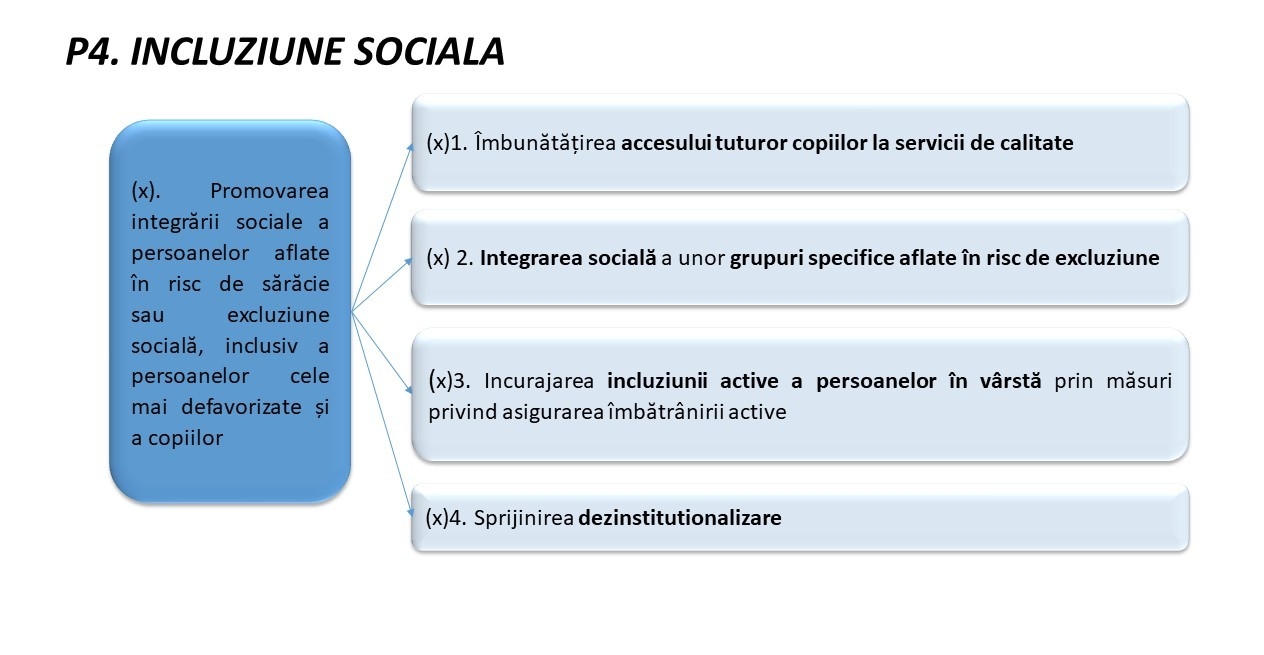 P4. INCLUZIUNE SOCIALA
(x). Promovarea
integrării sociale a
persoanelor aflate
în risc de sărăcie
sau excluziune
socială, inclusiv a
persoanelor cele
mai defavorizate și
a copiilor
(x)1. Îmbunătățirea accesului tuturor copiilor la servicii de calitate
(x) 2. Integrarea socială a unor grupuri specifice aflate în risc de excluziune
(x)3. Incurajarea incluziunii active a persoanelor în vârstă prin măsuri
privind asigurarea îmbătrânirii active
(x)4. Sprijinirea dezinstitutionalizare